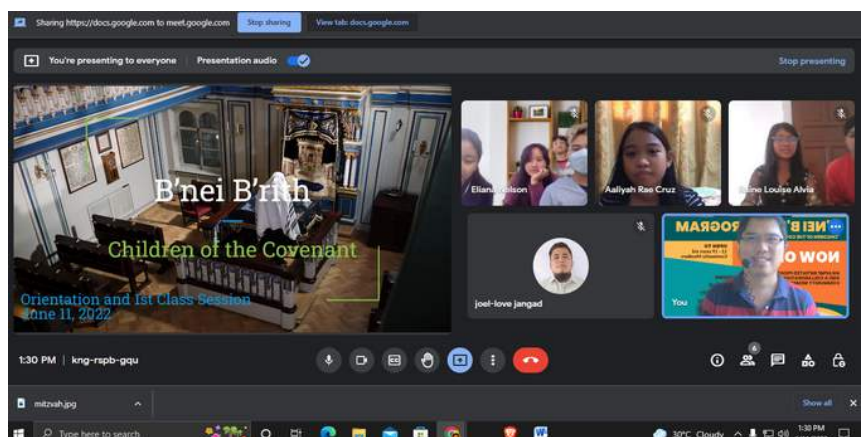 Sharing https://docs.google.com to meet.google.com
Stop sharing
View tab: docs.google.com
You're presenting to everyone
Presentation audio
Stop presenting
B'nei B'rith
Children of the Covenant
Orientation and 1st Class Session
June 11, 2022
Eliana Nelson
Aaliyah Rae Cruz
Louise Alvia
joel-love jangad
PROGRAM
NOW O
You
1:30 PM | kng-rspb-gqu
6
mitzvah.jpg
Show all
Type here to search
30°C Cloudy
1:30 PM